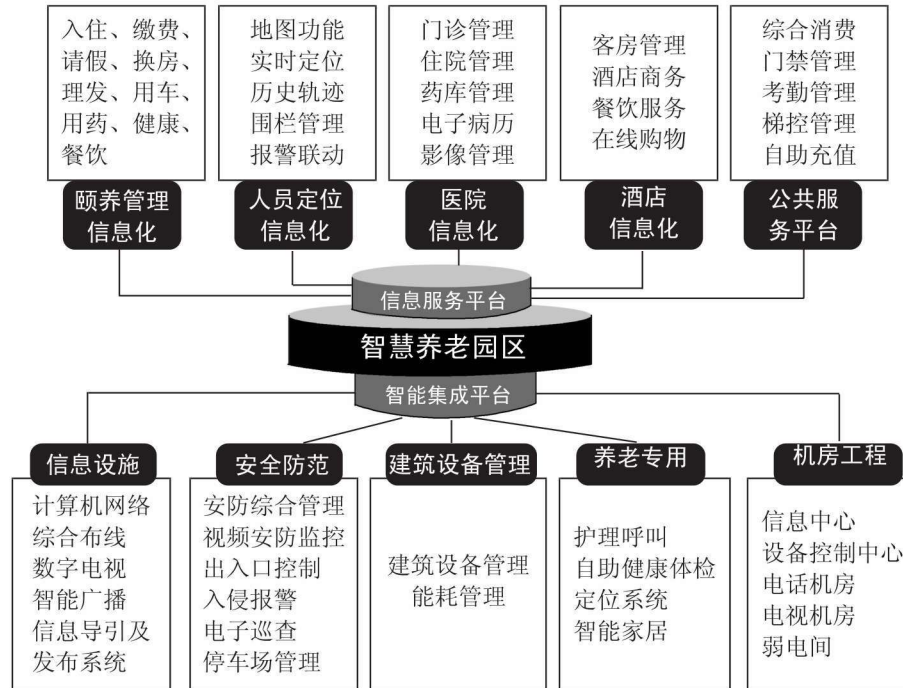 入住、缴费、
请假、换房、
理发、用车、
用药、健康、
餐饮
颐养管理
信息化
地图功能
实时定位
历史轨迹
围栏管理
报警联动
人员定位
信息化
门诊管理
住院管理
药库管理
电子病历
影像管理
医院
信息化
客房管理
酒店商务
餐饮服务
在线购物
酒店
信息化
综合消费
门禁管理
考勤管理
梯控管理
自助充值
公共服
务平台
信息服务平台
智慧养老园区
智能集成平台
信息设施
计算机网络
综合布线
数字电视
智能广播
信息导引及
发布系统
安全防范
安防综合管理
视频安防监控
出入口控制
入侵报警
电子巡查
停车场管理
建筑设备管理
建筑设备管理
能耗管理
养老专用
护理呼叫
自助健康体检
定位系统
智能家居
机房工程
信息中心
设备控制中心
电话机房
电视机房
弱电间